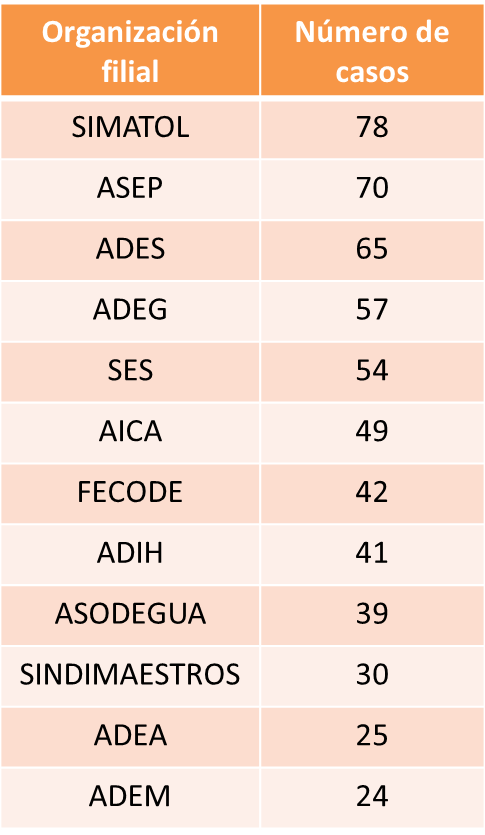 Organización Número de
filial casos
SIMATOL 78
ASEP 70
ADES 65
ADEG 57
SES 54
AICA 49
FECODE 42
ADIH 41
ASODEGUA 39
SINDIMAESTROS 30
ADEA 25
ADEM 24